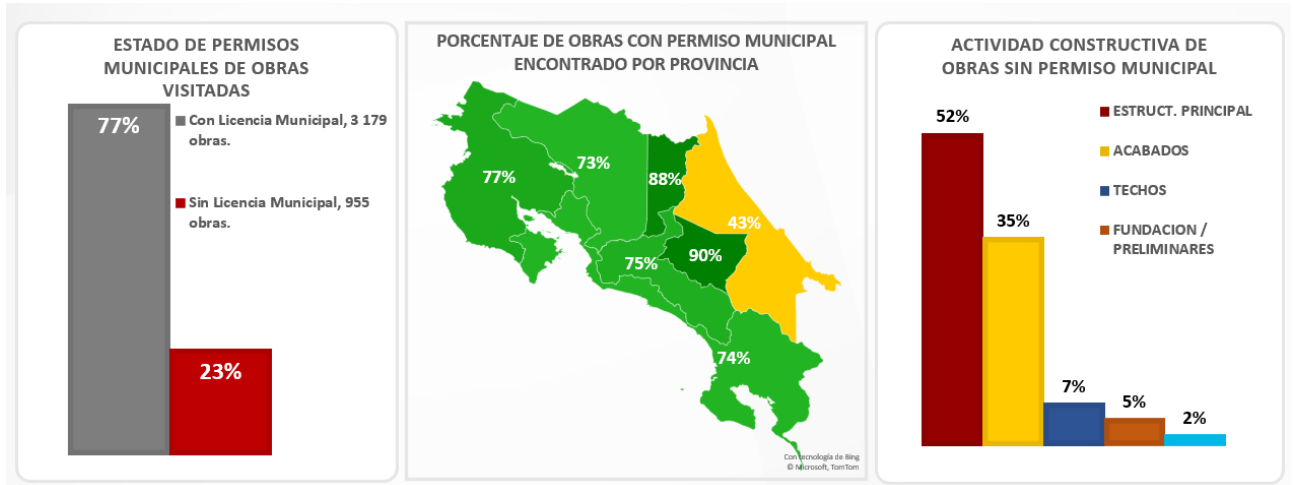 ESTADO DE PERMISOS
MUNICIPALES DE OBRAS
VISITADAS
77%
Con Licencia Municipal, 3 179
obras.
23%
Sin Licencia Municipal, 955
obras.
PORCENTAJE DE OBRAS CON PERMISO MUNICIPAL
ENCONTRADO POR PROVINCIA
73%
77%
88%
43%
90%
75%
74%
Con tecnología de Bing
© Microsoft, TomTom
ACTIVIDAD CONSTRUCTIVA DE
OBRAS SIN PERMISO MUNICIPAL
52%
35%
7%
5%
2%
ESTRUCT. PRINCIPAL
ACABADOS
TECHOS
FUNDACION /
PRELIMINARES